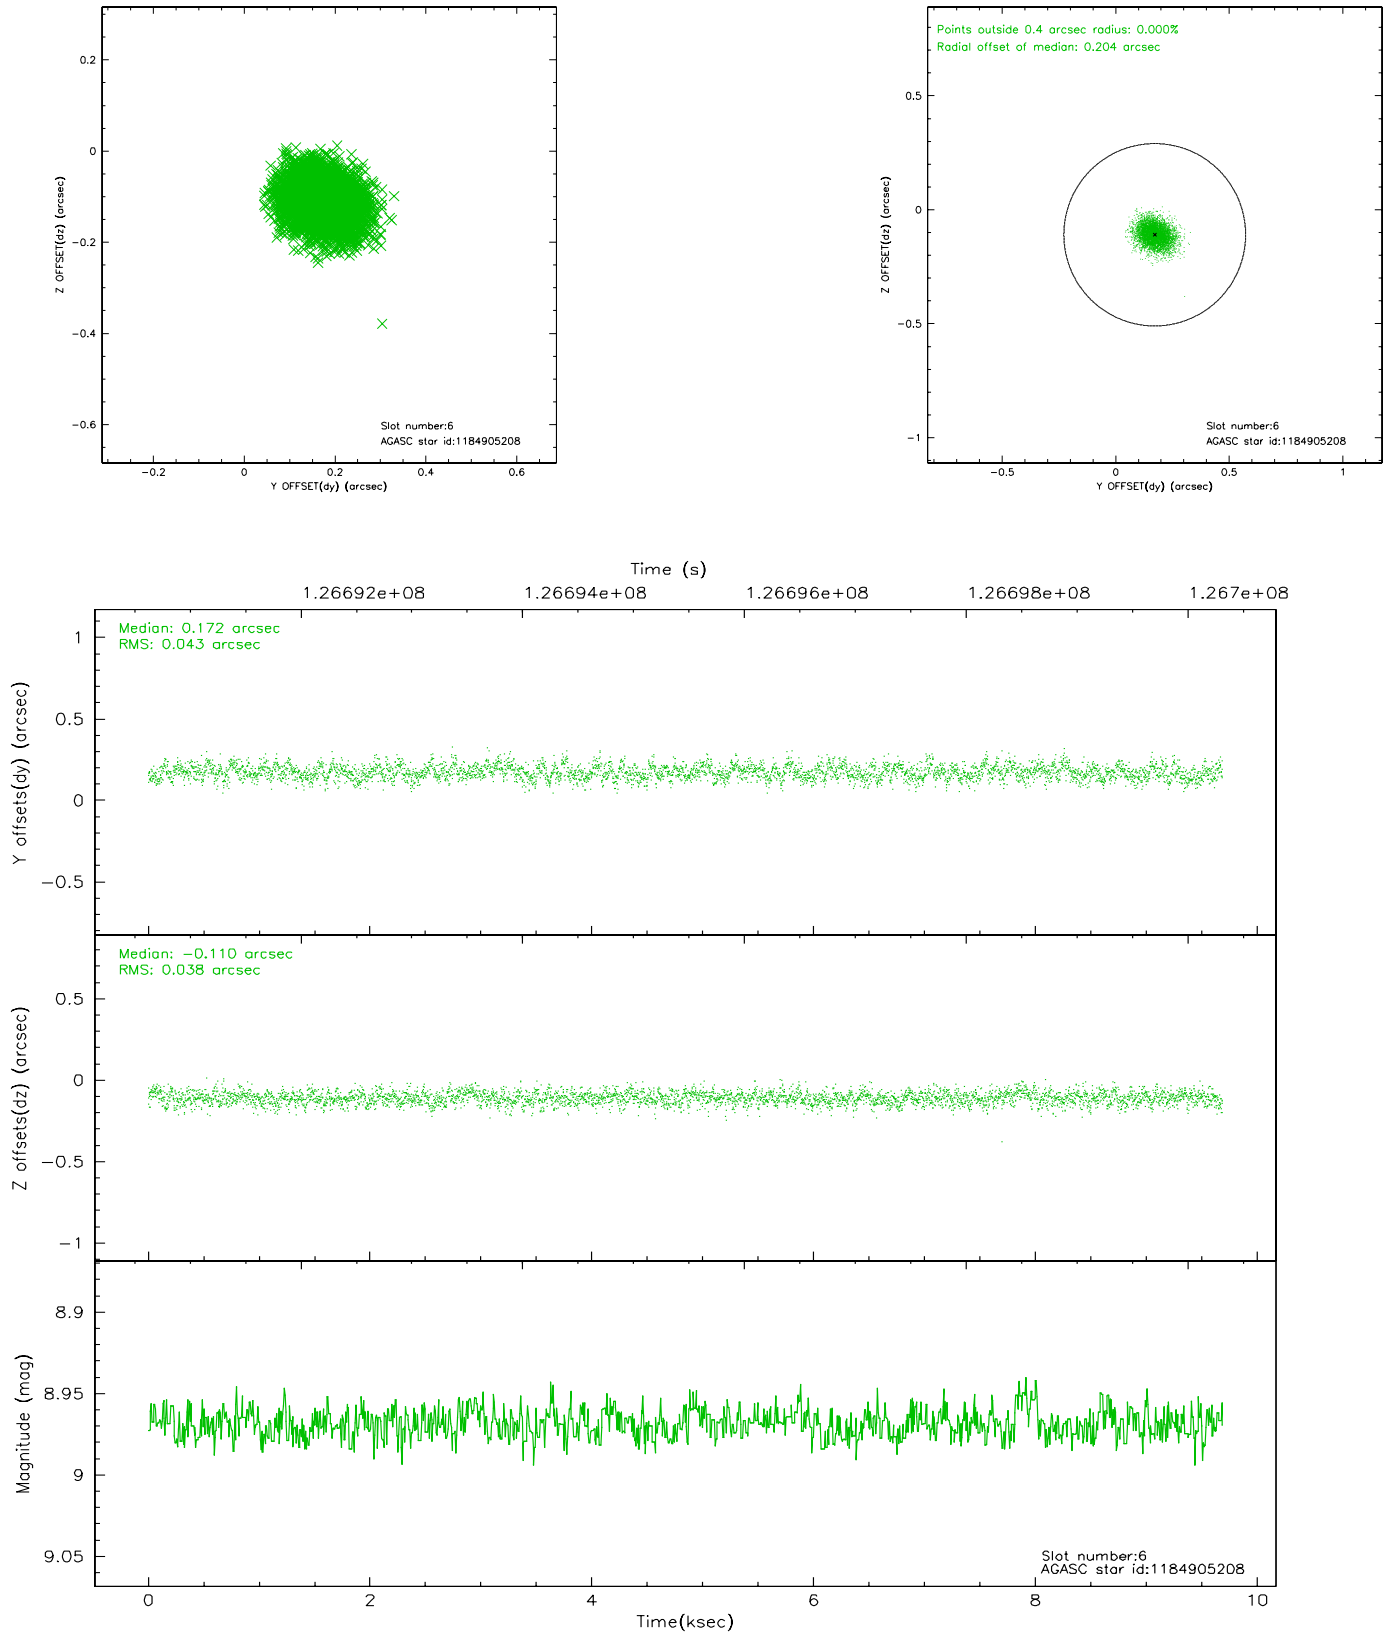 0.2
0
−0.2
−0.4
−0.6
Z OFFSET(dz) (arcsec)
Slot number:6
AGASC star id:1184905208
−0.2 0 0.2 0.4 0.6
Y OFFSET(dy) (arcsec)
Points outside 0.4 arcsec radius: 0.000%
Radial offset of median: 0.204 arcsec
0.5
0
−0.5
−1
Z OFFSET(dz) (arcsec)
Slot number:6
AGASC star id:1184905208
−0.5 0 0.5 1
Y OFFSET(dy) (arcsec)
Time (s)
1.26692e+08 1.26694e+08 1.26696e+08 1.26698e+08 1.267e+08
Median: 0.172 arcsec
RMS: 0.043 arcsec
1
0.5
0
−0.5
Y offsets(dy) (arcsec)
Median: −0.110 arcsec
RMS: 0.038 arcsec
0.5
0
−0.5
−1
Z offsets(dz) (arcsec)
8.9
8.95
9
9.05
Magnitude (mag)
Slot number:6
AGASC star id:1184905208
0 2 4 6 8 10
Time(ksec)